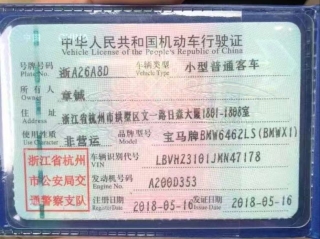 中华人民共和国机动车行驶证
Vehicle License of the People's Republic of China
号牌号码 浙A26A8D 车辆类型 小型普通客车
Plate No. Vehicle Type
所有人 章铖
Owner
住址 浙江省杭州市拱墅区文一路日森大厦1801-1808室
Address
使用性质 非营运 品牌型号 宝马牌BMW6462LS(BMWX1)
Use Character Model
浙江省杭州市公安局交通警察支队
车辆识别代号 LBVHZ3101JMN47178
VIN
发动机号码 A200D353
Engine No.
注册日期 2018-05-16 发证日期 2018-05-16
Register Date Issue Date